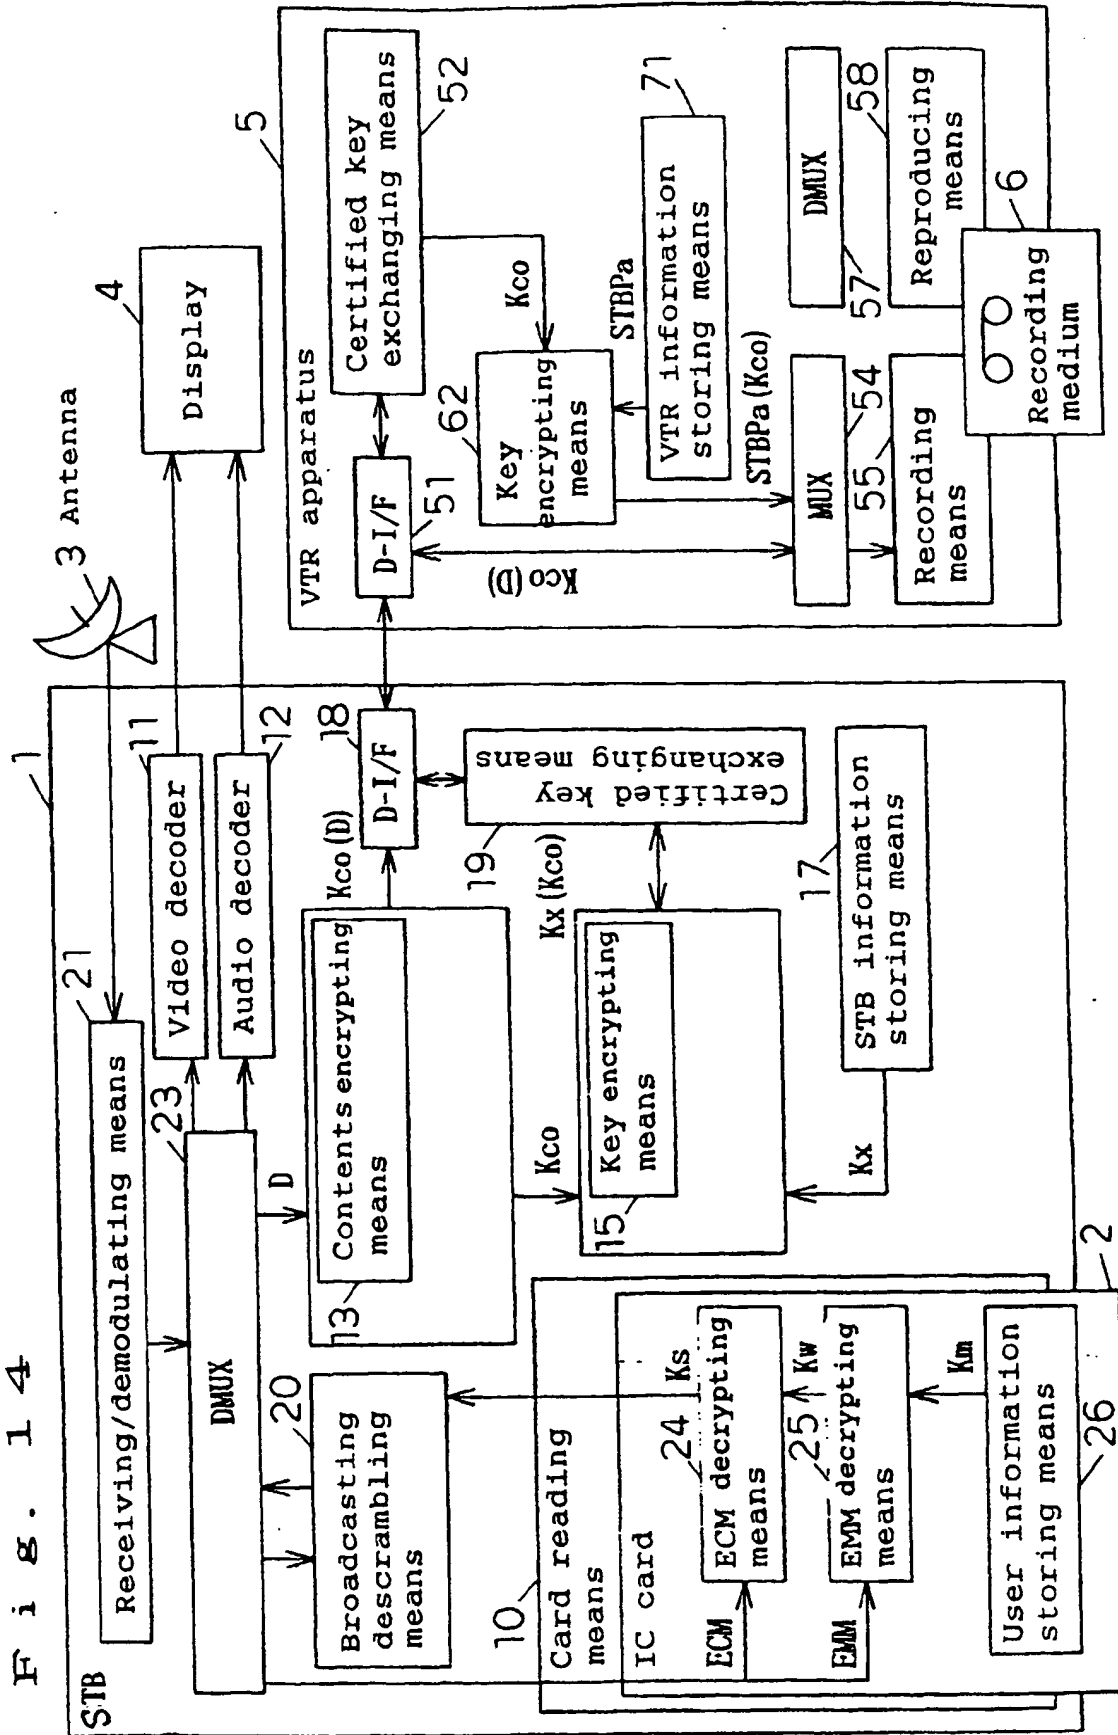 Fig. 14
STB
1
Receiving/demodulating means
21
3 Antenna
4
Display
DMUX
23
Video decoder
11
Audio decoder
12
D
20
Broadcasting
descrambling
means
13
Contents encrypting
means
Kco(D)
18
D-I/F
19
Certified key
exchanging means
Kx(Kco)
Kco
15
Key encrypting
means
Kx
17
STB information
storing means
10
Card reading
means
IC card
2
ECM
24
ECM decrypting
means
Ks
Kw
EMM
25
EMM decrypting
means
Km
User information
storing means
26
5
VTR apparatus
D-I/F
51
Certified key
exchanging means
52
Kco
62
Key
encrypting
means
STBPa
VTR information
storing means
71
Kco(D)
STBPa(Kco)
MUX
54
DMUX
57
55
Recording
means
Reproducing
means
58
Recording
medium
6